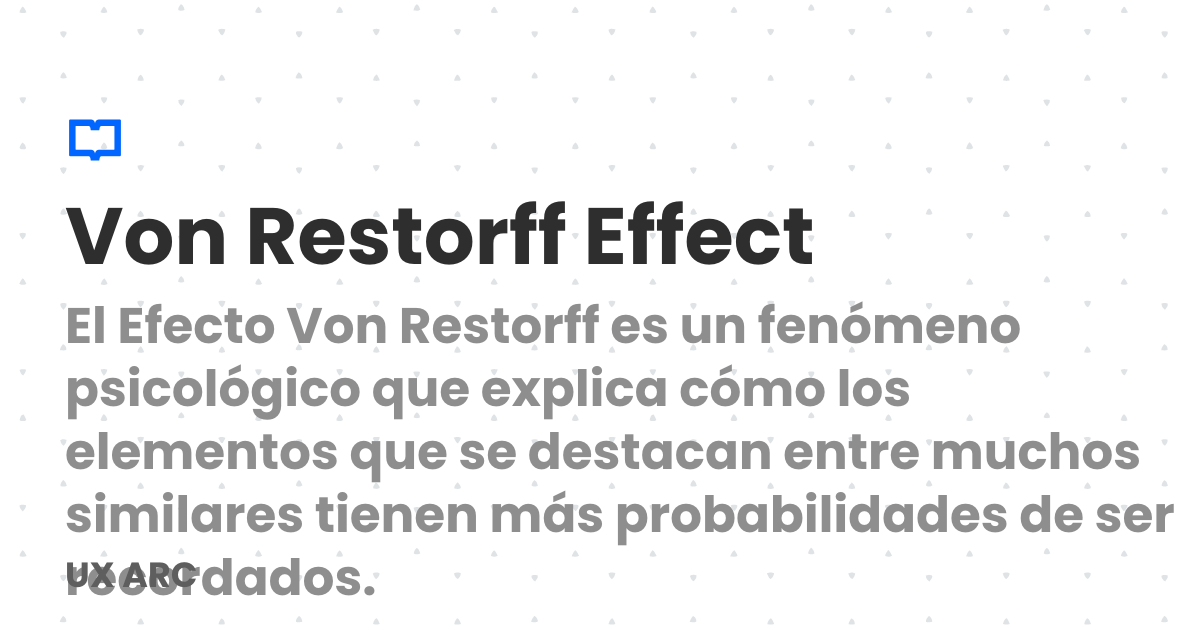 Von Restorff Effect
El Efecto Von Restorff es un fenómeno
psicológico que explica cómo los
elementos que se destacan entre muchos
similares tienen más probabilidades de ser
recordados.
UX ARC